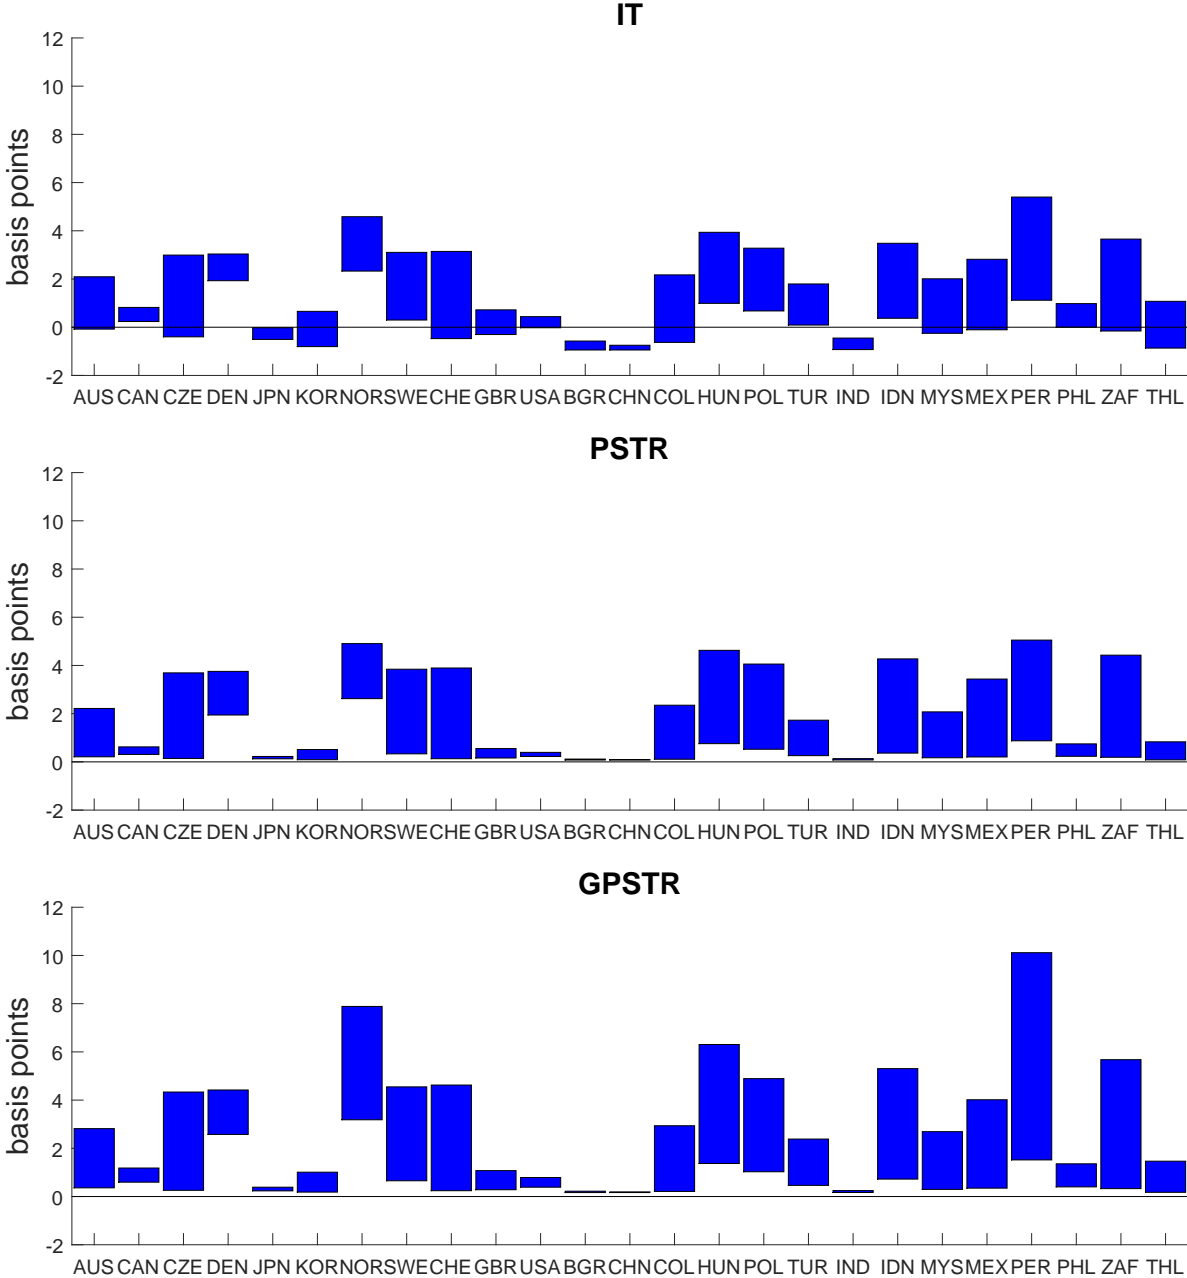 IT
12
10
8
6
4
2
0
-2
basis points
AUS CAN CZE DEN JPN KOR NOR SWE CHE GBR USA BGR CHN COL HUN POL TUR IND IDN MYS MEX PER PHL ZAF THL
PSTR
12
10
8
6
4
2
0
-2
basis points
AUS CAN CZE DEN JPN KOR NOR SWE CHE GBR USA BGR CHN COL HUN POL TUR IND IDN MYS MEX PER PHL ZAF THL
GPSTR
12
10
8
6
4
2
0
-2
basis points
AUS CAN CZE DEN JPN KOR NOR SWE CHE GBR USA BGR CHN COL HUN POL TUR IND IDN MYS MEX PER PHL ZAF THL